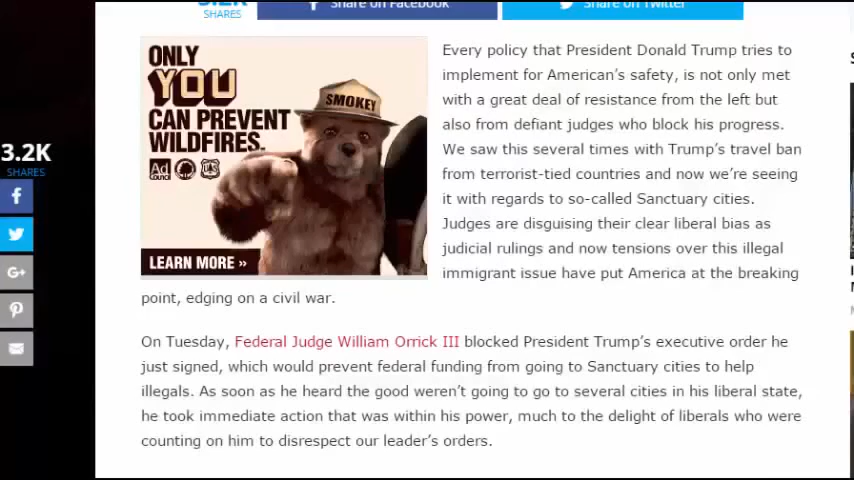 3.2K
SHARES
Share on Facebook
Share on Twitter
3.2K
SHARES
ONLY
YOU
CAN PREVENT
WILDFIRES.
SMOKEY
Ad
Council
LEARN MORE »
Every policy that President Donald Trump tries to
implement for American's safety, is not only met
with a great deal of resistance from the left but
also from defiant judges who block his progress.
We saw this several times with Trump's travel ban
from terrorist-tied countries and now we're seeing
it with regards to so-called Sanctuary cities.
Judges are disguising their clear liberal bias as
judicial rulings and now tensions over this illegal
immigrant issue have put America at the breaking
point, edging on a civil war.
On Tuesday, Federal Judge William Orrick III blocked President Trump's executive order he
just signed, which would prevent federal funding from going to Sanctuary cities to help
illegals. As soon as he heard the good weren't going to go to several cities in his liberal state,
he took immediate action that was within his power, much to the delight of liberals who were
counting on him to disrespect our leader's orders.